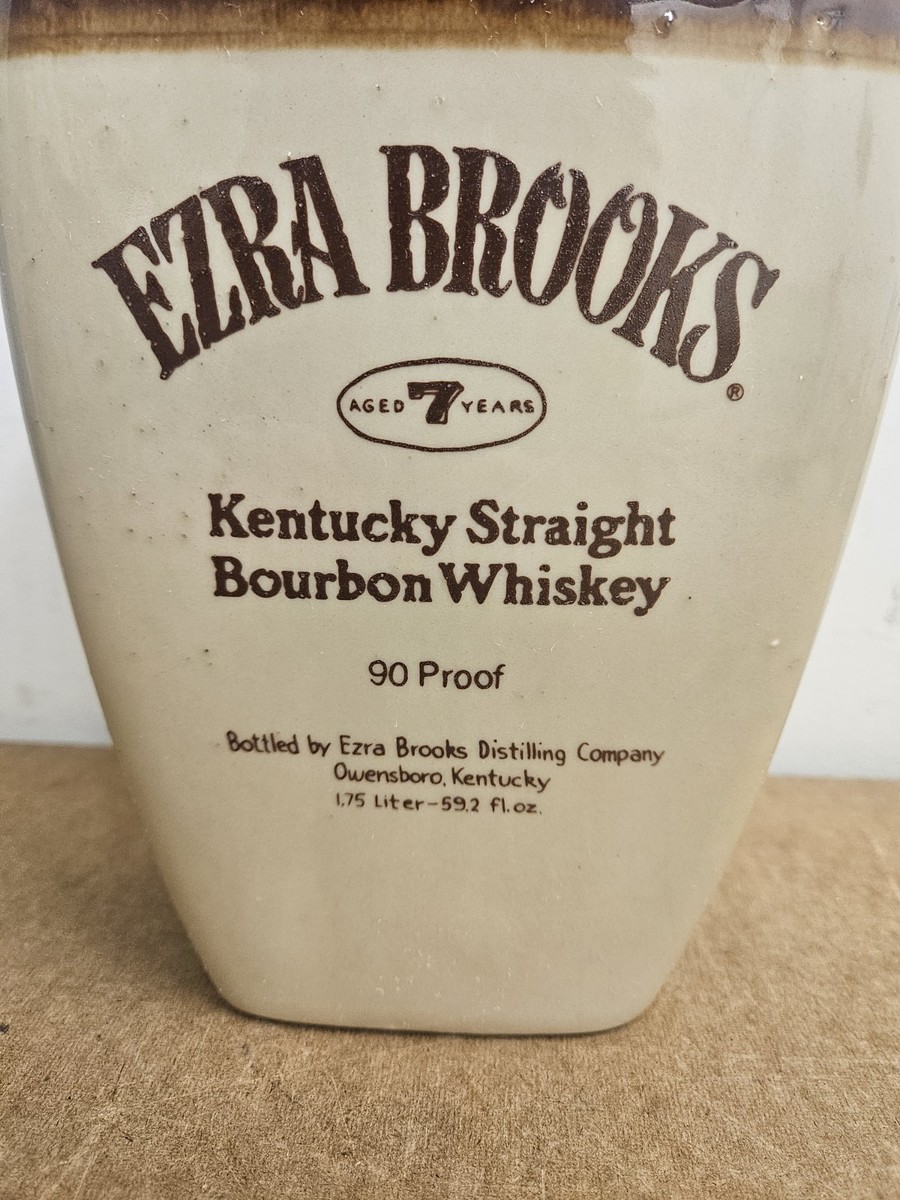 EZRA BROOKS®
AGED 7 YEARS
Kentucky Straight
Bourbon Whiskey
90 Proof
Bottled by Ezra Brooks Distilling Company
Owensboro, Kentucky
1.75 Liter-59.2 fl.oz.